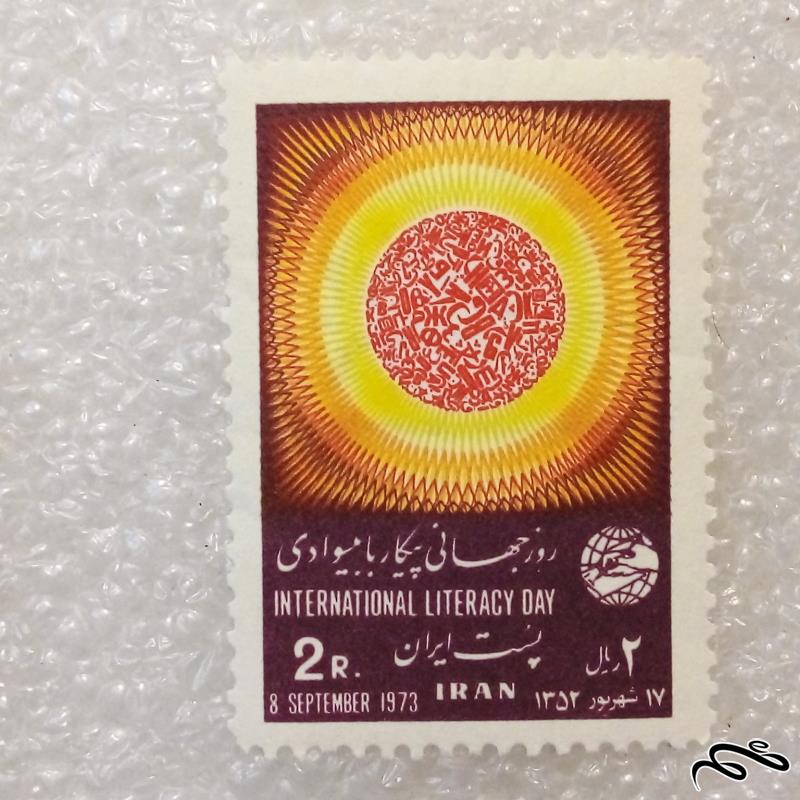 روز جهانی پیکار با بیسوادی
INTERNATIONAL LITERACY DAY
2 R.
پست ایران
۲ ریال
8 SEPTEMBER 1973
IRAN
۱۷ شهریور ۱۳۵۲